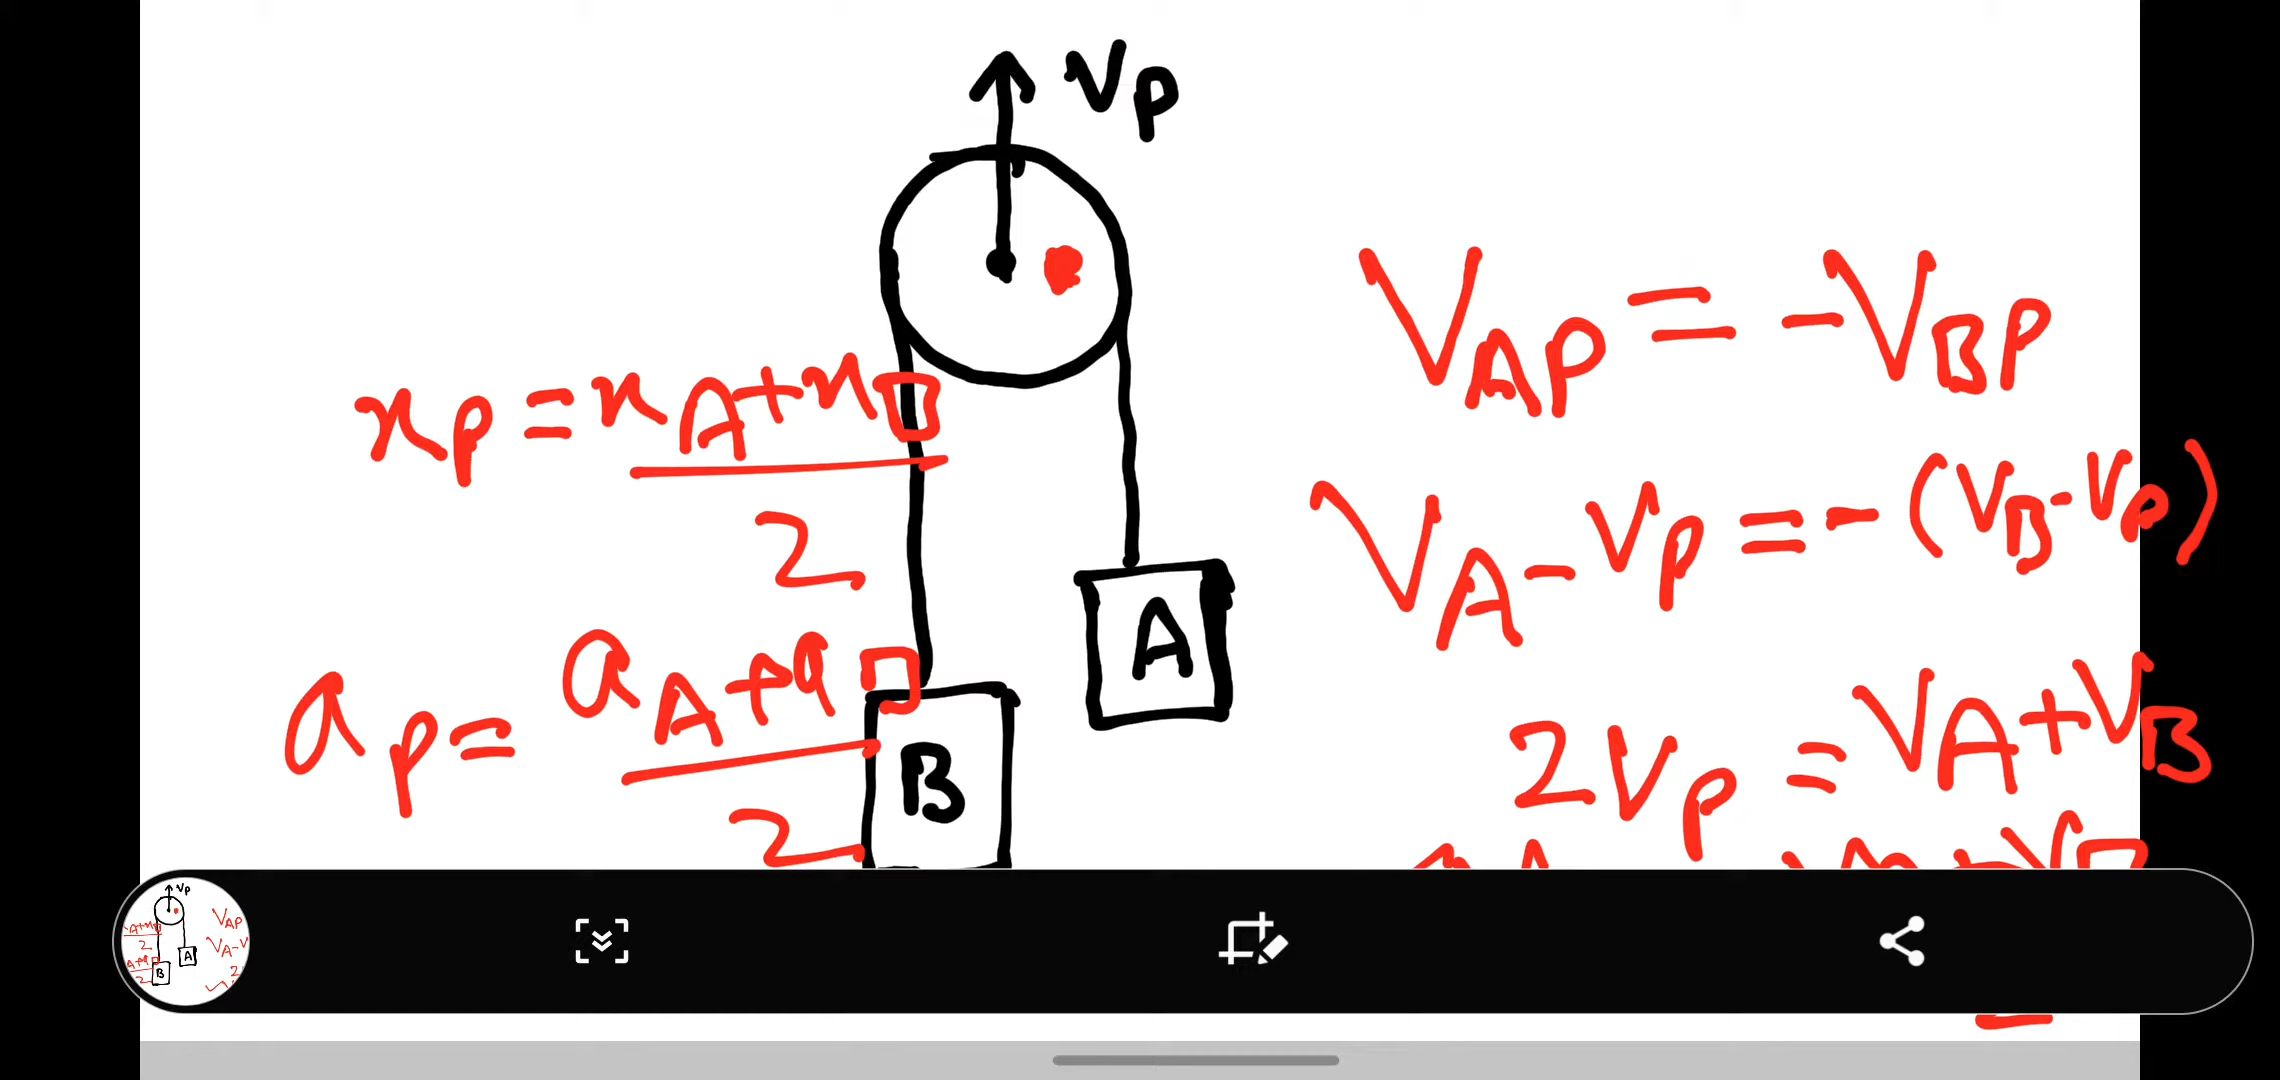 Vp
VAP = -VBP
xp = xA+xB
2
VA - Vp = -(VB-Vp)
ap = aA+aB
2
2Vp = VA+VB
A
B